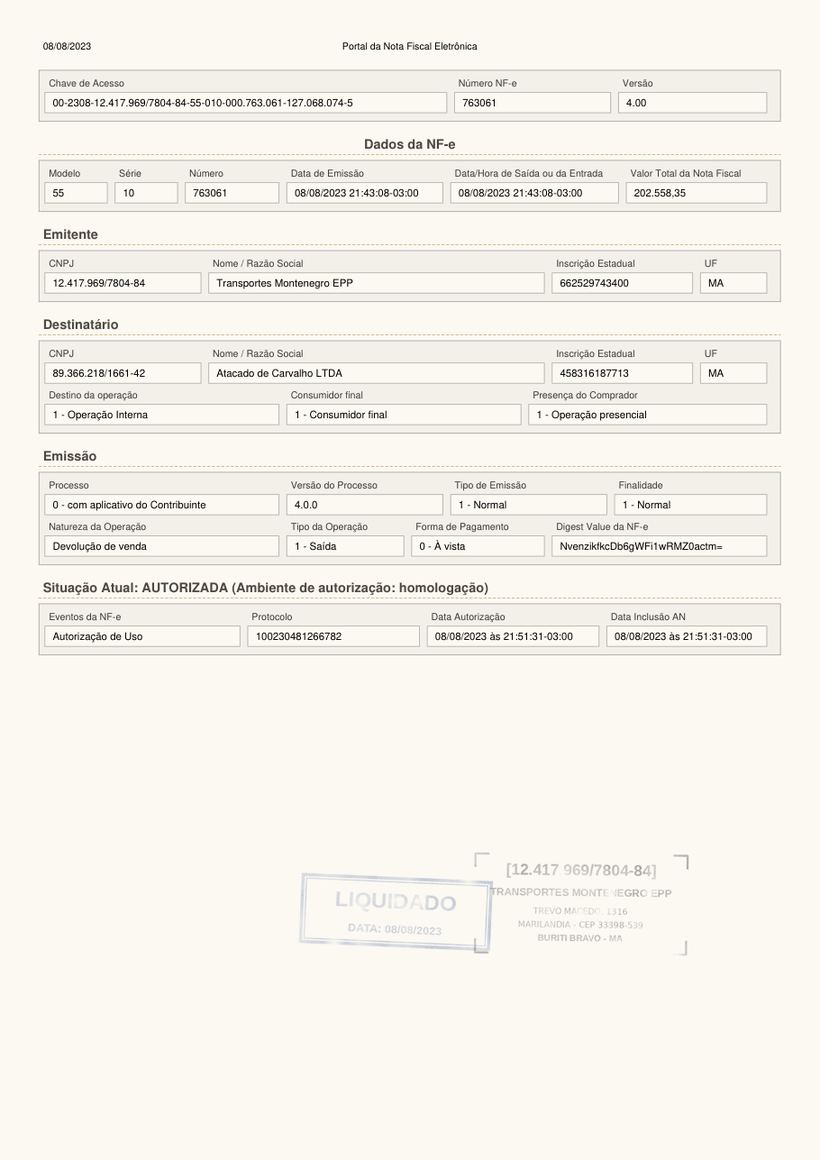 08/08/2023 Portal da Nota Fiscal Eletrônica
Chave de Acesso Número NF-e Versão
00-2308-12.417.969/7804-84-55-010-000.763.061-127.068.074-5 763061 4.00
Dados da NF-e
Modelo Série Número Data de Emissão Data/Hora de Saída ou da Entrada Valor Total da Nota Fiscal
55 10 763061 08/08/2023 21:43:08-03:00 08/08/2023 21:43:08-03:00 202.558,35
Emitente
CNPJ Nome / Razão Social Inscrição Estadual UF
12.417.969/7804-84 Transportes Montenegro EPP 662529743400 MA
Destinatário
CNPJ Nome / Razão Social Inscrição Estadual UF
89.366.218/1661-42 Atacado de Carvalho LTDA 458316187713 MA
Destino da operação Consumidor final Presença do Comprador
1 - Operação Interna 1 - Consumidor final 1 - Operação presencial
Emissão
Processo Versão do Processo Tipo de Emissão Finalidade
0 - com aplicativo do Contribuinte 4.0.0 1 - Normal 1 - Normal
Natureza da Operação Tipo da Operação Forma de Pagamento Digest Value da NF-e
Devolução de venda 1 - Saída 0 - À vista NvenzikfkcDb6gWFi1wRMZ0actm=
Situação Atual: AUTORIZADA (Ambiente de autorização: homologação)
Eventos da NF-e Protocolo Data Autorização Data Inclusão AN
Autorização de Uso 100230481266782 08/08/2023 às 21:51:31-03:00 08/08/2023 às 21:51:31-03:00
LIQUIDADO
DATA: 08/08/2023
[12.417.969/7804-84]
TRANSPORTES MONTENEGRO EPP
TREVO MACEDO, 1316
MARILANDIA - CEP 33398-539
BURITI BRAVO - MA